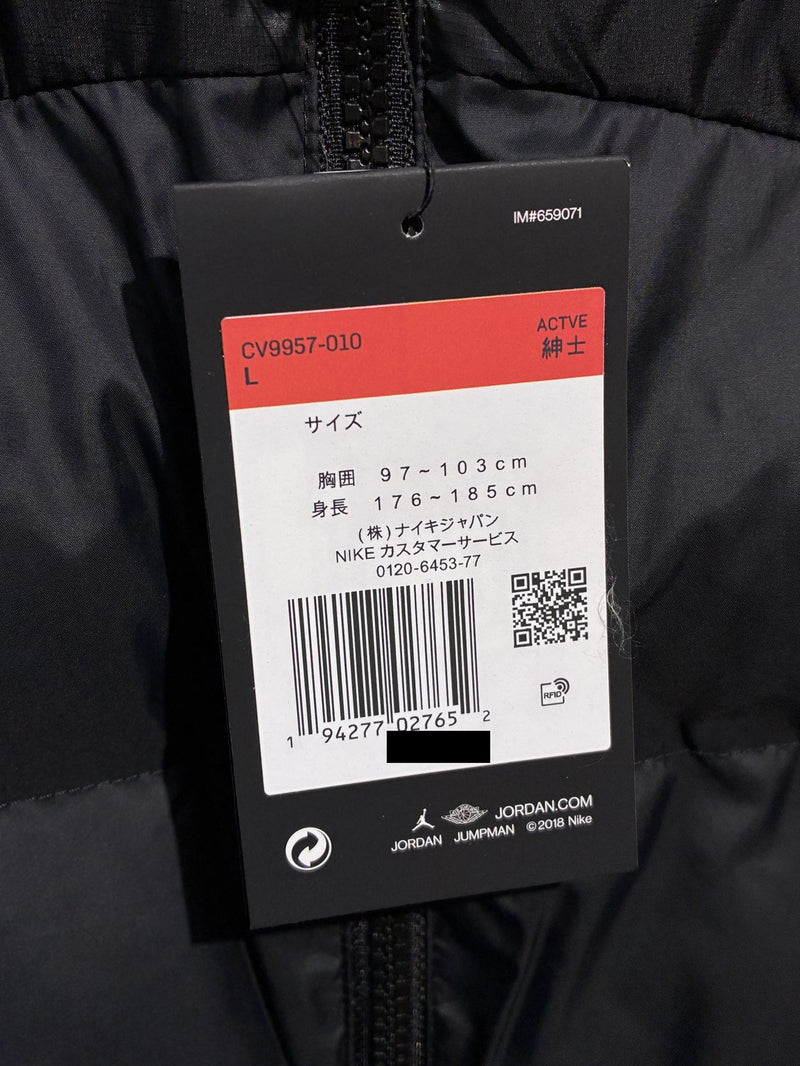 IM#659071
CV9957-010
L
ACTVE
紳士
サイズ
胸囲 97~103cm
身長 176~185cm
(株)ナイキジャパン
NIKE カスタマーサービス
0120-6453-77
1 94277 02765 2
RFID
JORDAN JUMPMAN
JORDAN.COM
©2018 Nike